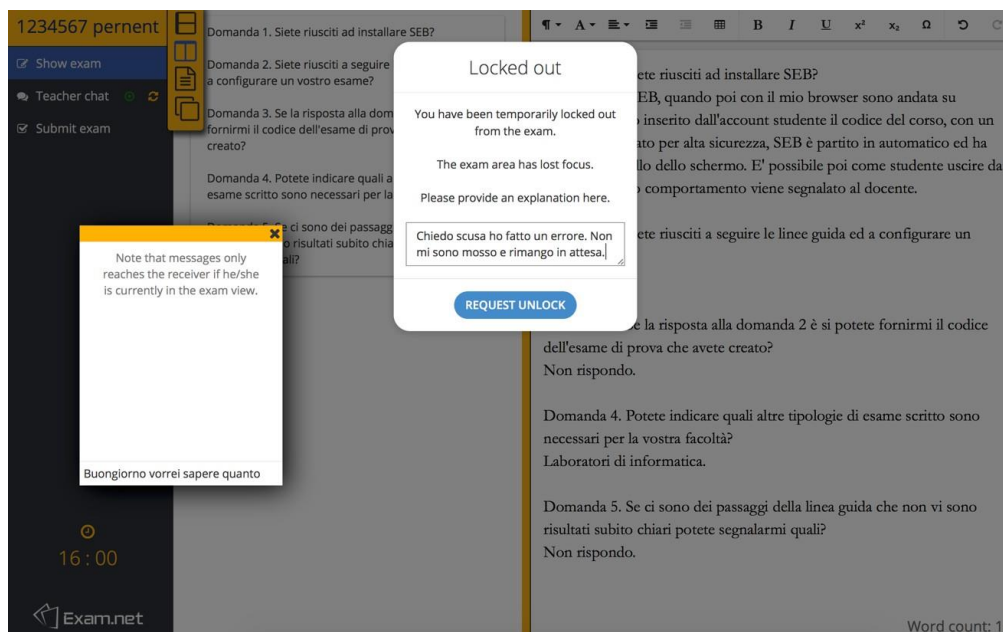 1234567 pernent
Show exam
Teacher chat
Submit exam
Domanda 1. Siete riusciti ad installare SEB?
Domanda 2. Siete riusciti a seguire
a configurare un vostro esame?
Domanda 3. Se la risposta alla dom
fornirmi il codice dell'esame di prov
creato?
Domanda 4. Potete indicare quali a
esame scritto sono necessari per la
e ci sono dei passagg
o risultati subito chia
ali?
Note that messages only
reaches the receiver if he/she
is currently in the exam view.
Buongiorno vorrei sapere quanto
16 : 00
Exam.net
Locked out
You have been temporarily locked out
from the exam.
The exam area has lost focus.
Please provide an explanation here.
Chiedo scusa ho fatto un errore. Non
mi sono mosso e rimango in attesa.
REQUEST UNLOCK
¶ A B I U x² x₂ Ω
ete riusciti ad installare SEB?
EB, quando poi con il mio browser sono andata su
inserito dall'account studente il codice del corso, con un
ato per alta sicurezza, SEB è partito in automatico ed ha
llo dello schermo. E' possibile poi come studente uscire da
comportamento viene segnalato al docente.
ete riusciti a seguire le linee guida ed a configurare un
e la risposta alla domanda 2 è si potete fornirmi il codice
dell'esame di prova che avete creato?
Non rispondo.
Domanda 4. Potete indicare quali altre tipologie di esame scritto sono
necessari per la vostra facoltà?
Laboratori di informatica.
Domanda 5. Se ci sono dei passaggi della linea guida che non vi sono
risultati subito chiari potete segnalarmi quali?
Non rispondo.
Word count: 1